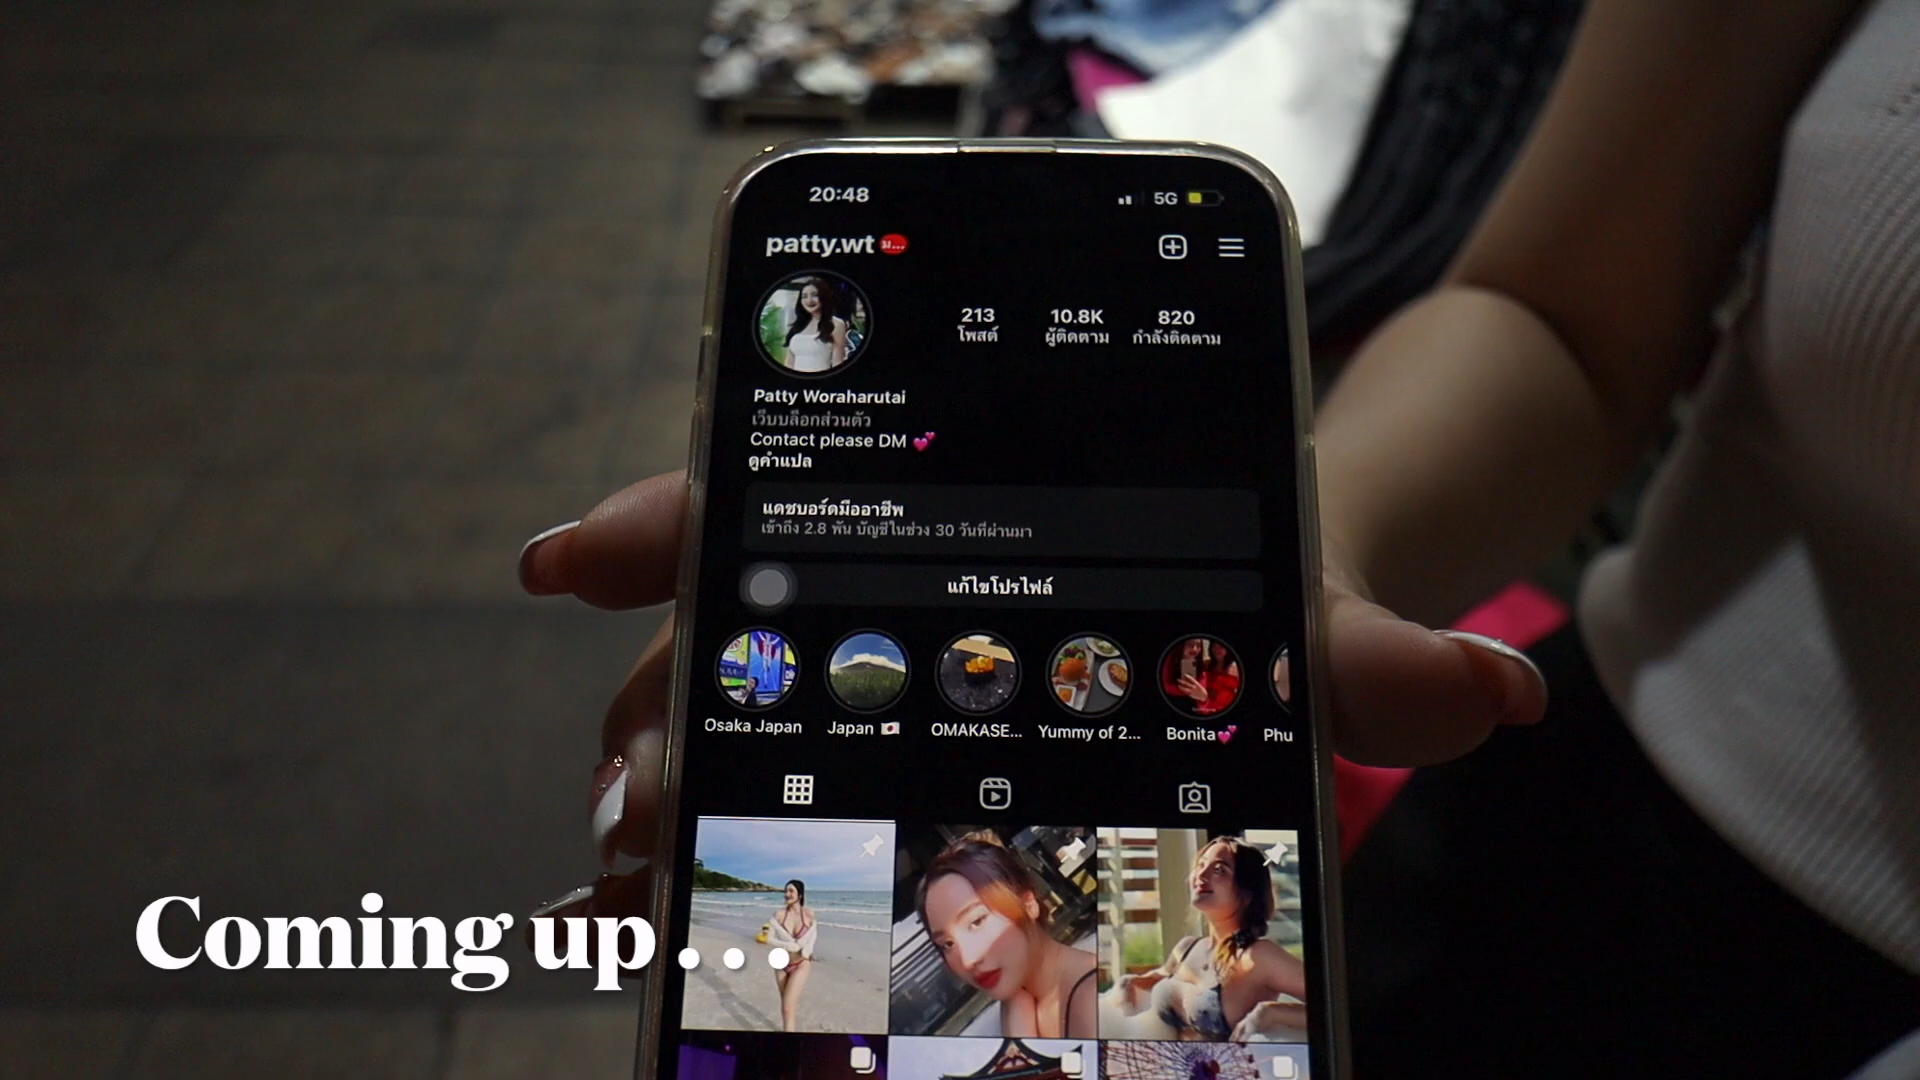 20:48
5G
patty.wt ม...
213 10.8K 820
โพสต์ ผู้ติดตาม กำลังติดตาม
Patty Woraharutai
เว็บบล็อกส่วนตัว
Contact please DM 💕
ดูคำแปล
แดชบอร์ดมืออาชีพ
เข้าถึง 2.8 พัน บัญชีในช่วง 30 วันที่ผ่านมา
แก้ไขโปรไฟล์
Osaka Japan Japan 🇯🇵 OMAKASE... Yummy of 2... Bonita💕 Phu
Coming up...